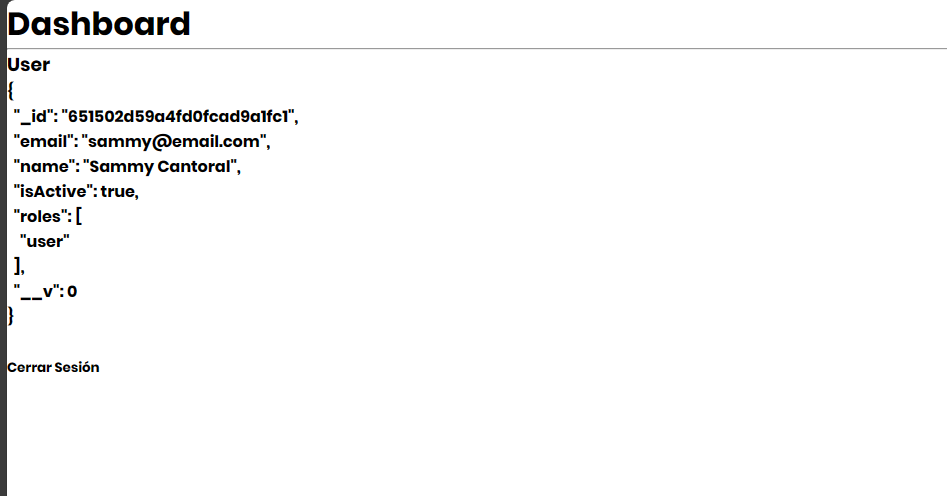 Dashboard
User
{
"_id": "651502d59a4fd0fcad9a1fc1",
"email": "sammy@email.com",
"name": "Sammy Cantoral",
"isActive": true,
"roles": [
"user"
],
"__v": 0
}
Cerrar Sesión